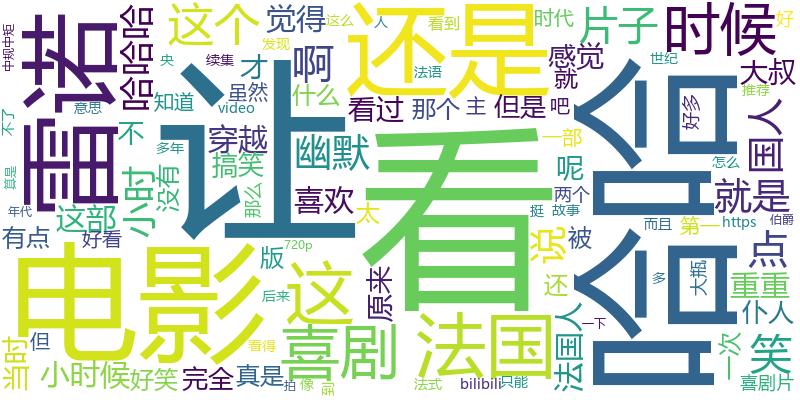 中规中矩
不了
算是
年代
雷诺
哈哈哈
这个
央
续集
才
觉得
发现
这么
人
看到
时代
还是
片子
时候
好
啊
法语
感觉
世纪
大叔
意思
知道
虽然
video
什么
看过
那个
主
但是
就
吧
推荐
让
看
哈哈
好多
国人
不
多年
没有
穿越
搞笑
那么
幽默
喜欢
太
一部
呢
两个
怎么
就是
小时
这部
有点
好看
版
720p
后来
原来
说
挺
故事
被
还
而且
第一
https
伯爵
点
多
大瓶
重重
仆人
电影
这
喜剧
法国
法国人
一下
一次
笑
当时
但
小时候
好笑
完全
真是
看得
拍
像
法式
bilibili
只能
喜剧片